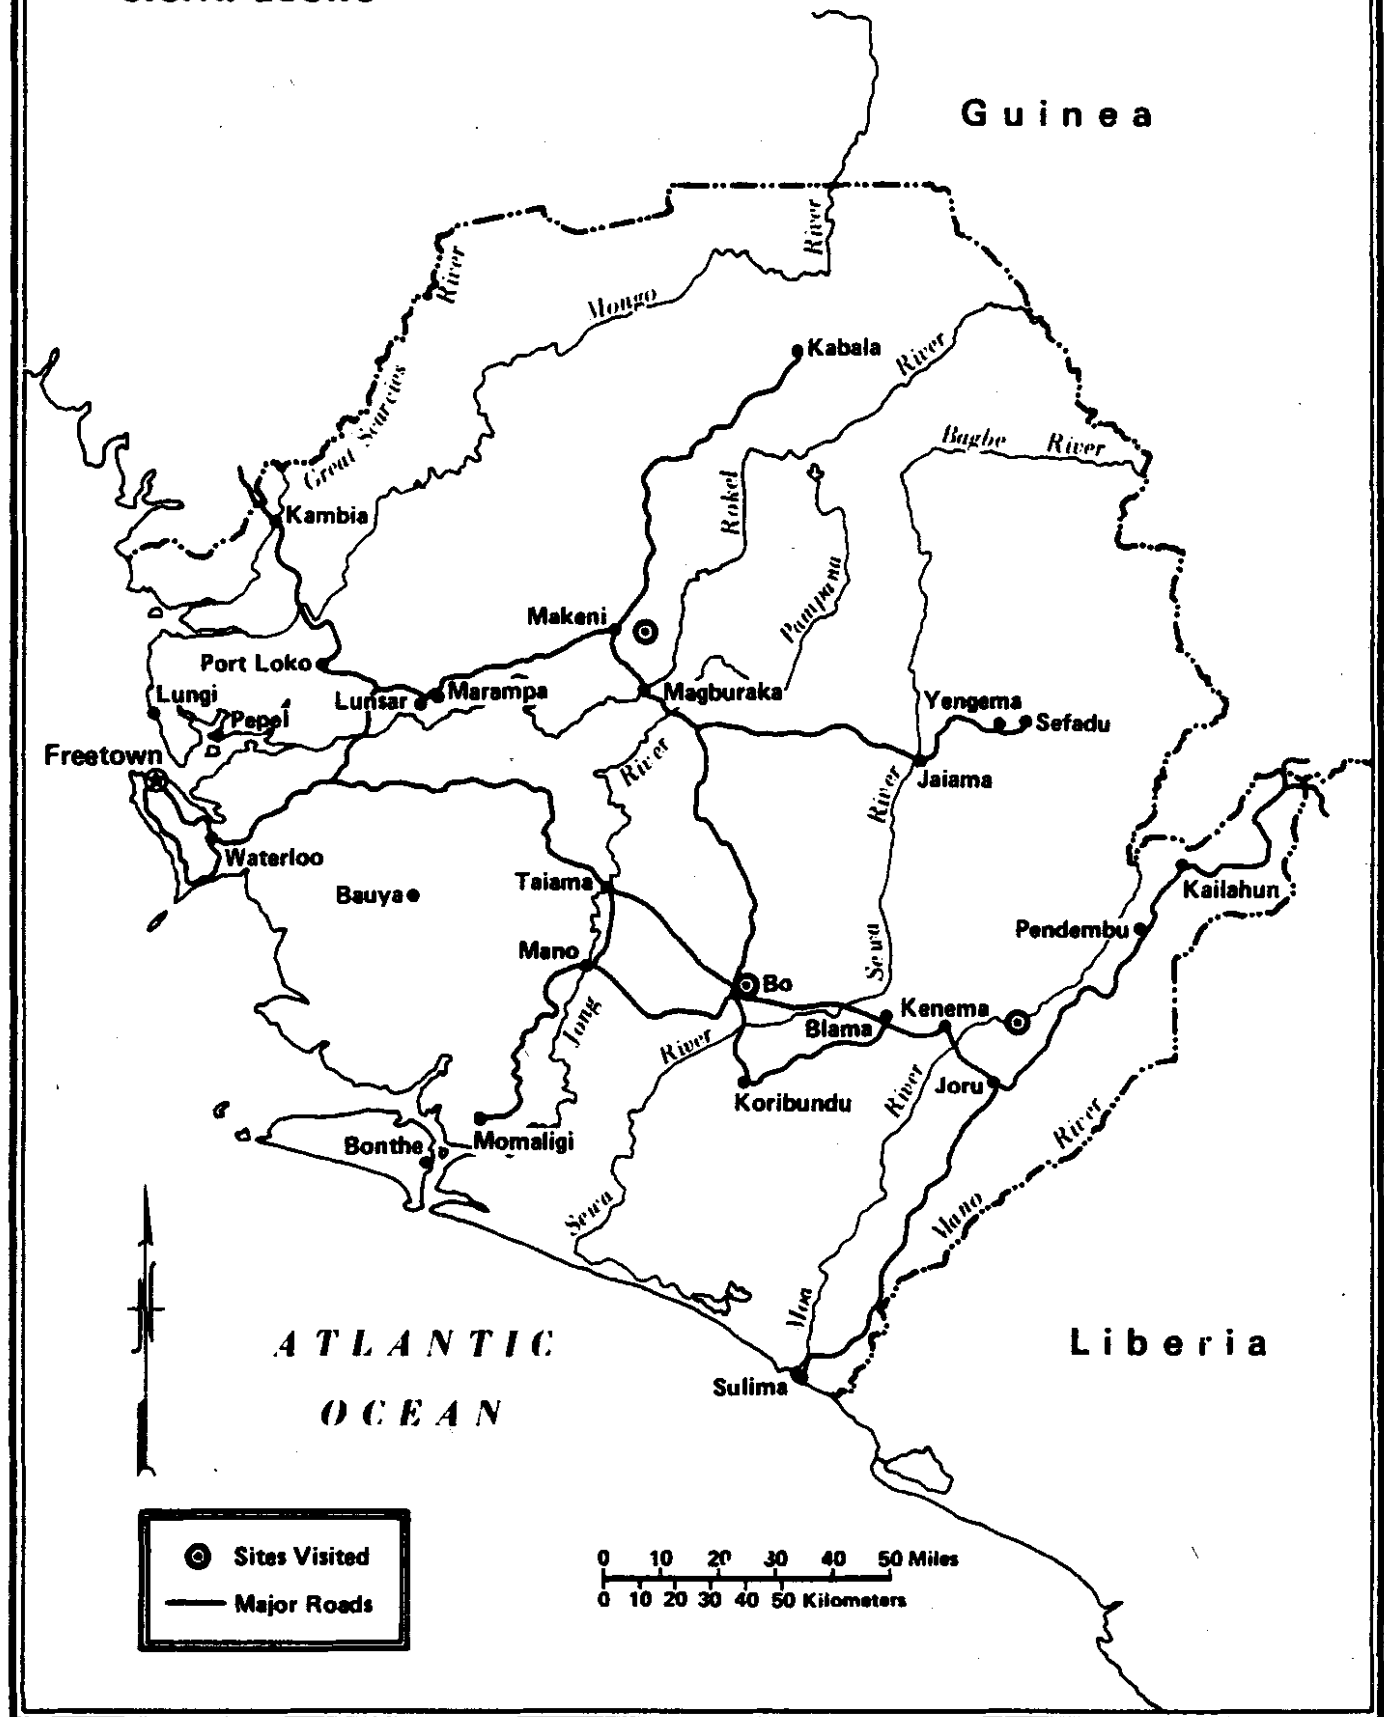 Guinea
River
River
Mongo
Kabala
River
Great Scarcies
Bagbe River
Rokel
Kambia
Pampana
Makeni
Port Loko
Lungi
Lunsar
Marampa
Magburaka
Yengema
Sefadu
Pepel
Freetown
River
Jaiama
River
Waterloo
Taiama
Bauya
Kailahun
Pendembu
Mano
Sewa
Bo
Jong
Kenema
Blama
River
Joru
River
Koribundu
River
Momaligi
Bonthe
Sewa
Mano
Moa
ATLANTIC
OCEAN
Liberia
Sulima
Sites Visited
Major Roads
0 10 20 30 40 50 Miles
0 10 20 30 40 50 Kilometers